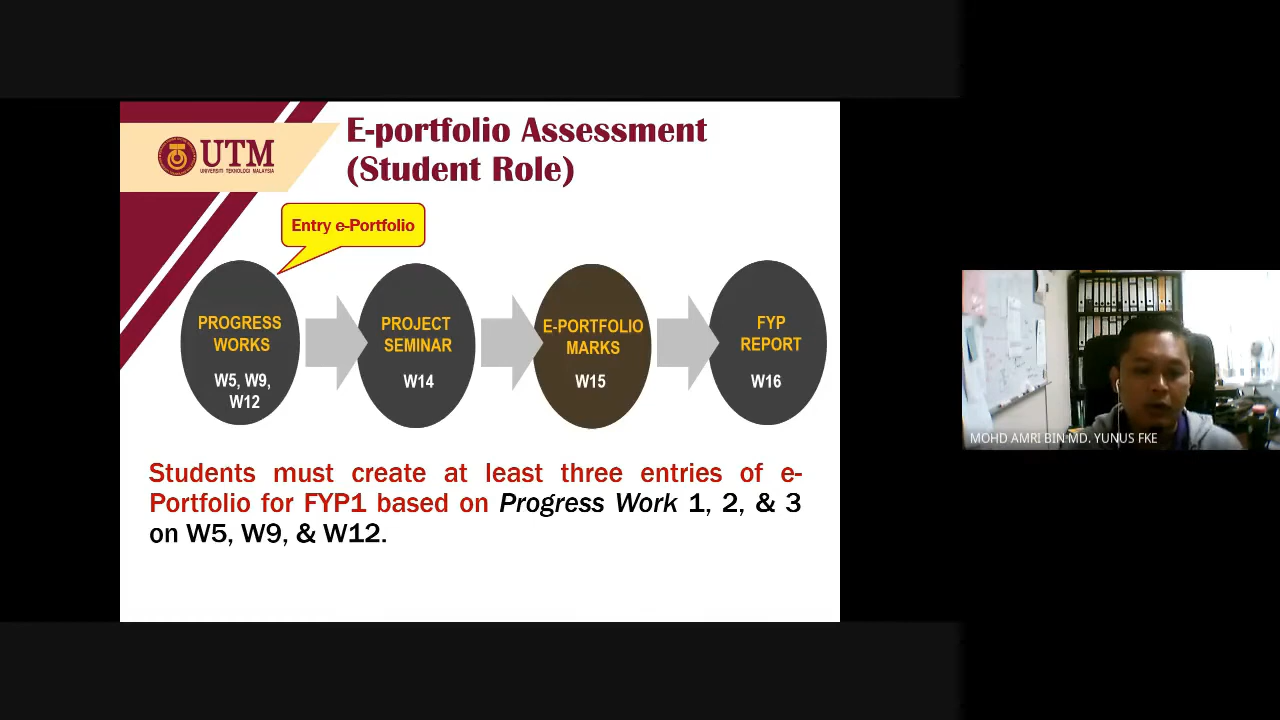 E-portfolio Assessment
(Student Role)
UTM
UNIVERSITI TEKNOLOGI MALAYSIA
Entry e-Portfolio
PROGRESS
WORKS
W5, W9,
W12
PROJECT
SEMINAR
W14
E-PORTFOLIO
MARKS
W15
FYP
REPORT
W16
Students must create at least three entries of e-
Portfolio for FYP1 based on Progress Work 1, 2, & 3
on W5, W9, & W12.
MOHD AMRI BIN MD. YUNUS FKE